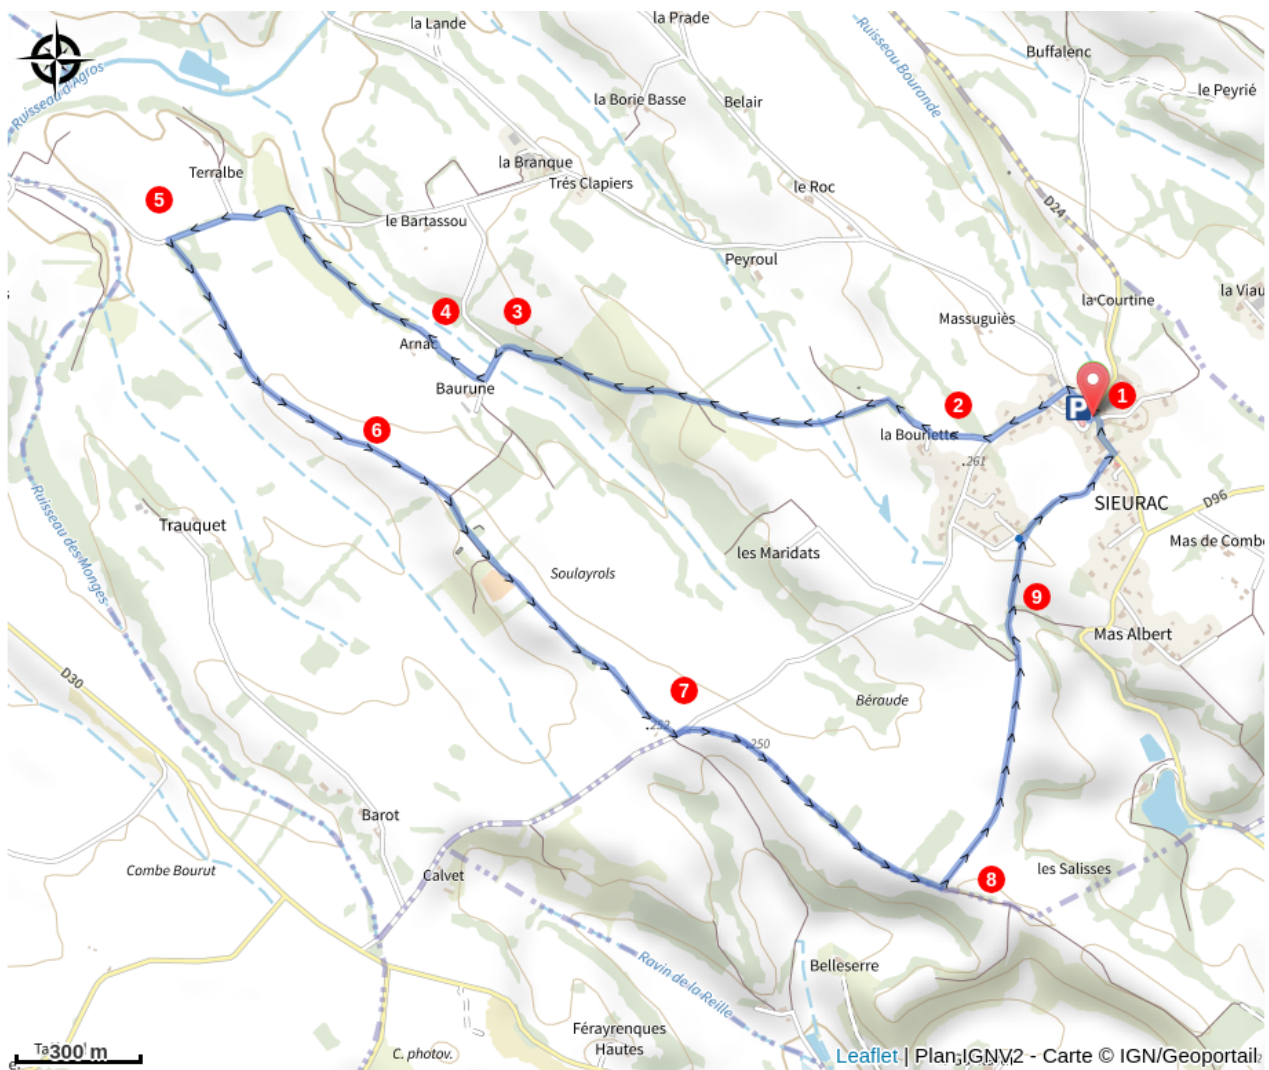 la Lande
la Prade
Ruisseau Bourande
Buffalenc
le Peyrié
Ruisseau d'Agros
la Borie Basse
Belair
la Branque
Terralbe
Trés Clapiers
le Roc
5
D24
le Bartassou
Peyroul
la Courtine
la Viau
4
3
Massuguiès
Arnac
Baurune
P
1
2
6
la Bouriette
.261
SIEURAC
D96
Ruisseau des Monges
Trauquet
Mas de Combe
les Maridats
Soulayrols
9
Mas Albert
D30
7
Béraude
.252
.250
Barot
Combe Bourut
Calvet
8
les Salisses
Ravin de la Reille
Belleserre
Férayrenques
Hautes
C. photov.
300 m
Leaflet | Plan IGNV2 - Carte © IGN/Geoportail